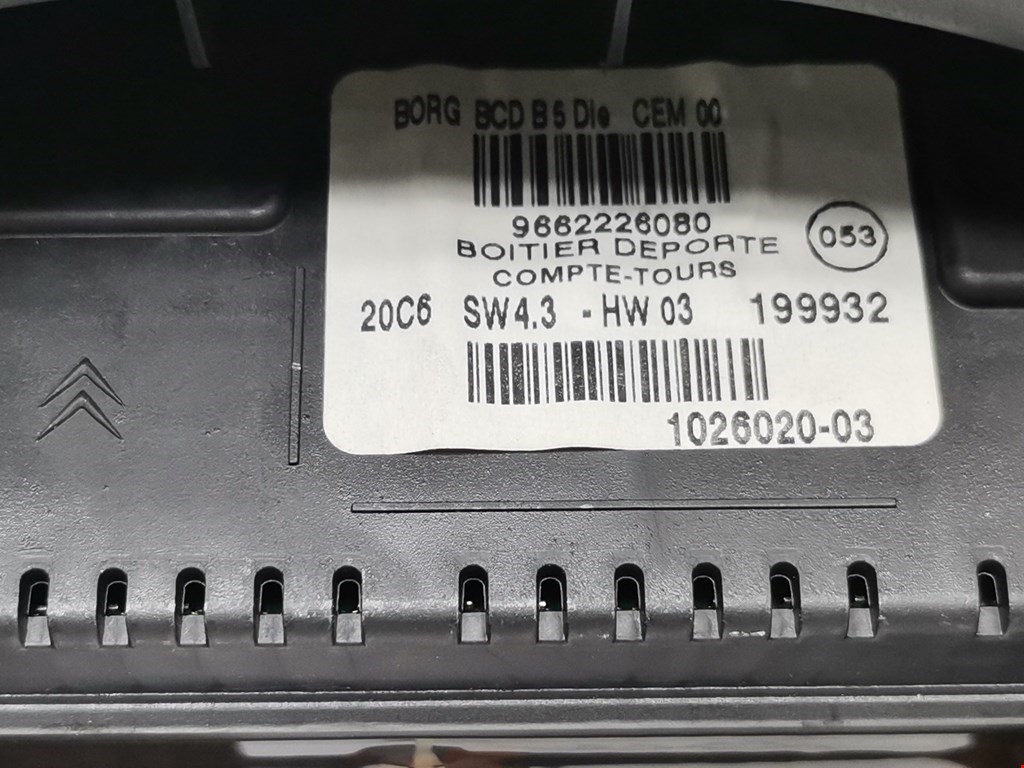 BORG BCD B5 Die CEM 00
9662226080
BOITIER DEPORTE
COMPTE-TOURS
053
20C6 SW4.3 - HW 03 199932
1026020-03